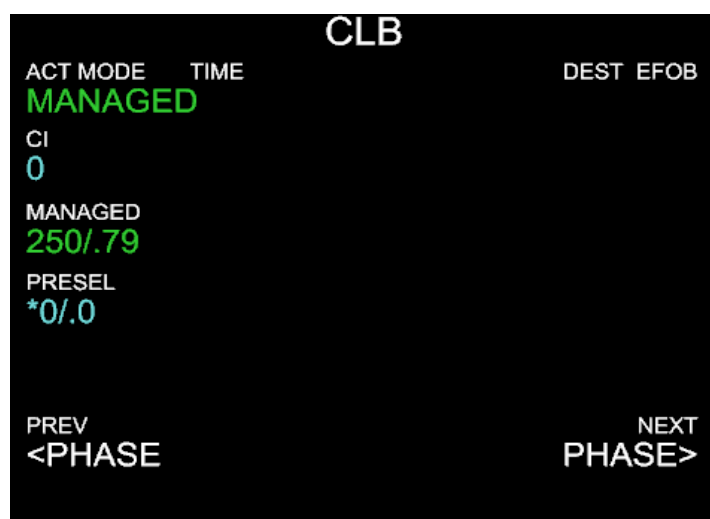 CLB
ACT MODE TIME DEST EFOB
MANAGED
CI
0
MANAGED
250/.79
PRESEL
*0/.0
PREV NEXT
<PHASE PHASE>